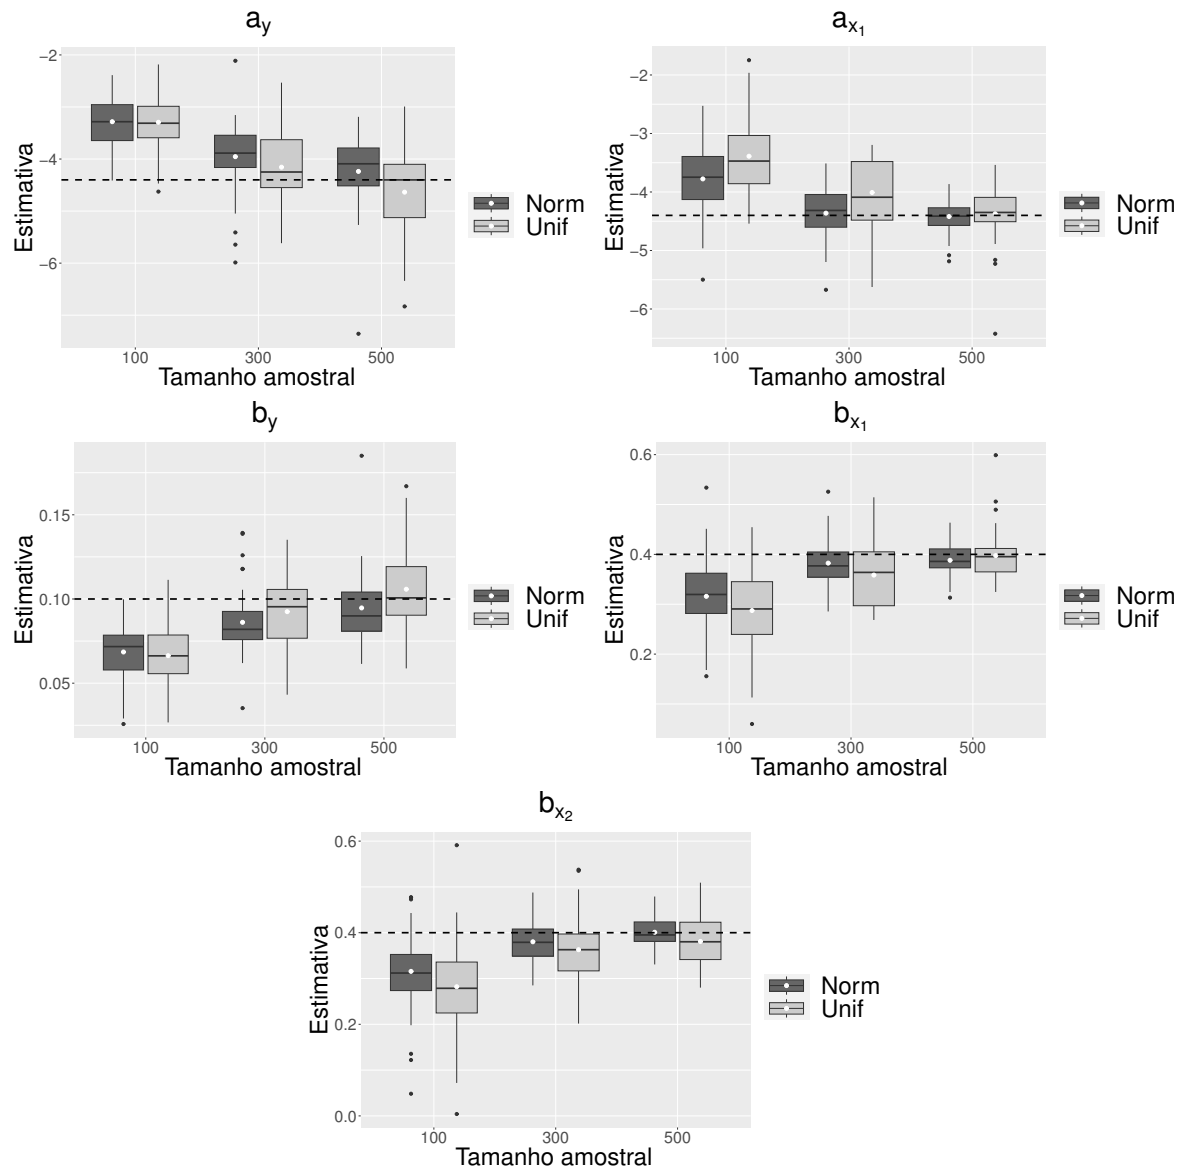 a_y
−2
−4
−6
Estimativa
100 300 500
Tamanho amostral
Norm
Unif
a_x₁
−2
−3
−4
−5
−6
Estimativa
100 300 500
Tamanho amostral
Norm
Unif
b_y
0.15
0.10
0.05
Estimativa
100 300 500
Tamanho amostral
Norm
Unif
b_x₁
0.6
0.4
0.2
Estimativa
100 300 500
Tamanho amostral
Norm
Unif
b_x₂
0.6
0.4
0.2
0.0
Estimativa
100 300 500
Tamanho amostral
Norm
Unif